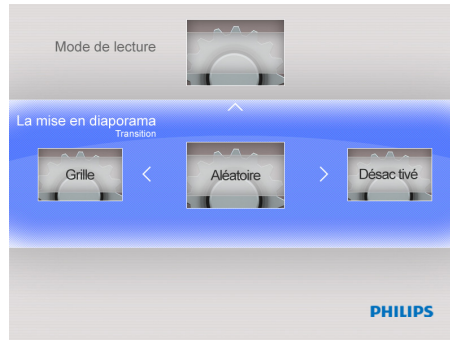 Mode de lecture
La mise en diaporama
Transition
Grille
Aléatoire
Désac tivé
PHILIPS